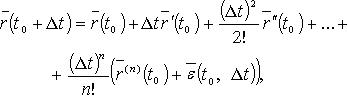 r̄(t₀ + Δt) = r̄(t₀) + Δt r̄ ′(t₀) + (Δt)²/2! r̄ ″(t₀) + ... +
+ (Δt)ⁿ/n! (r̄⁽ⁿ⁾(t₀) + ε̄(t₀, Δt)),